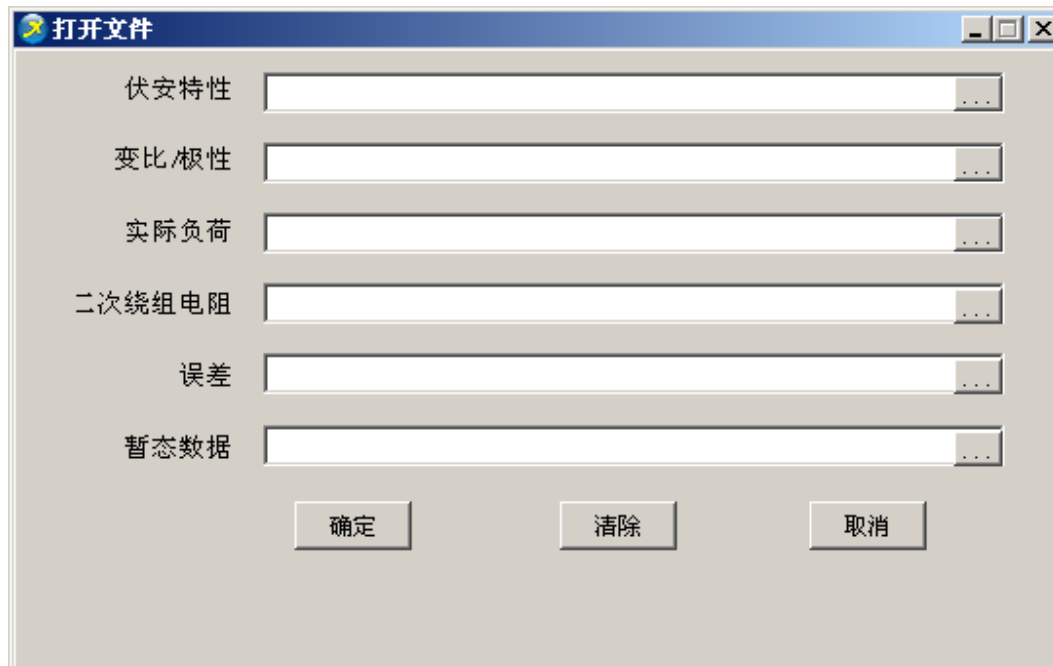 打开文件
伏安特性 ...
变比/极性 ...
实际负荷 ...
二次绕组电阻 ...
误差 ...
暂态数据 ...
确定 清除 取消